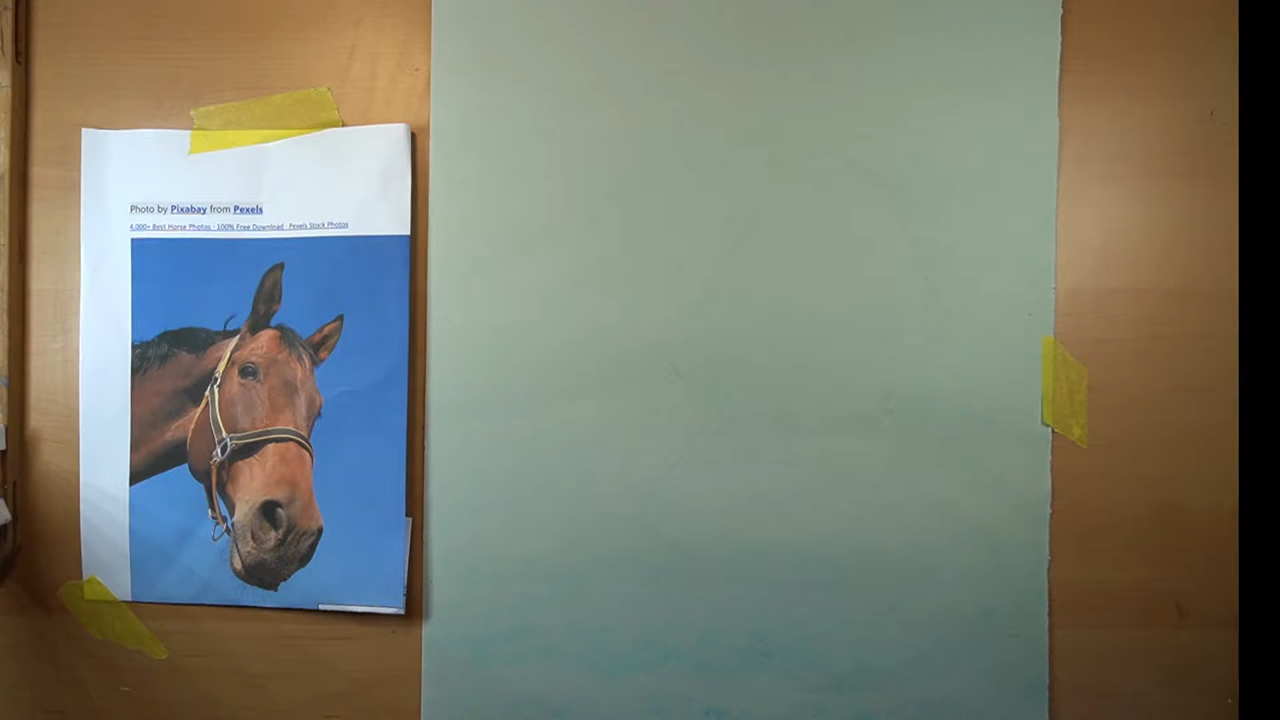 Photo by Pixabay from Pexels
4,000+ Best Horse Photos · 100% Free Download · Pexels Stock Photos